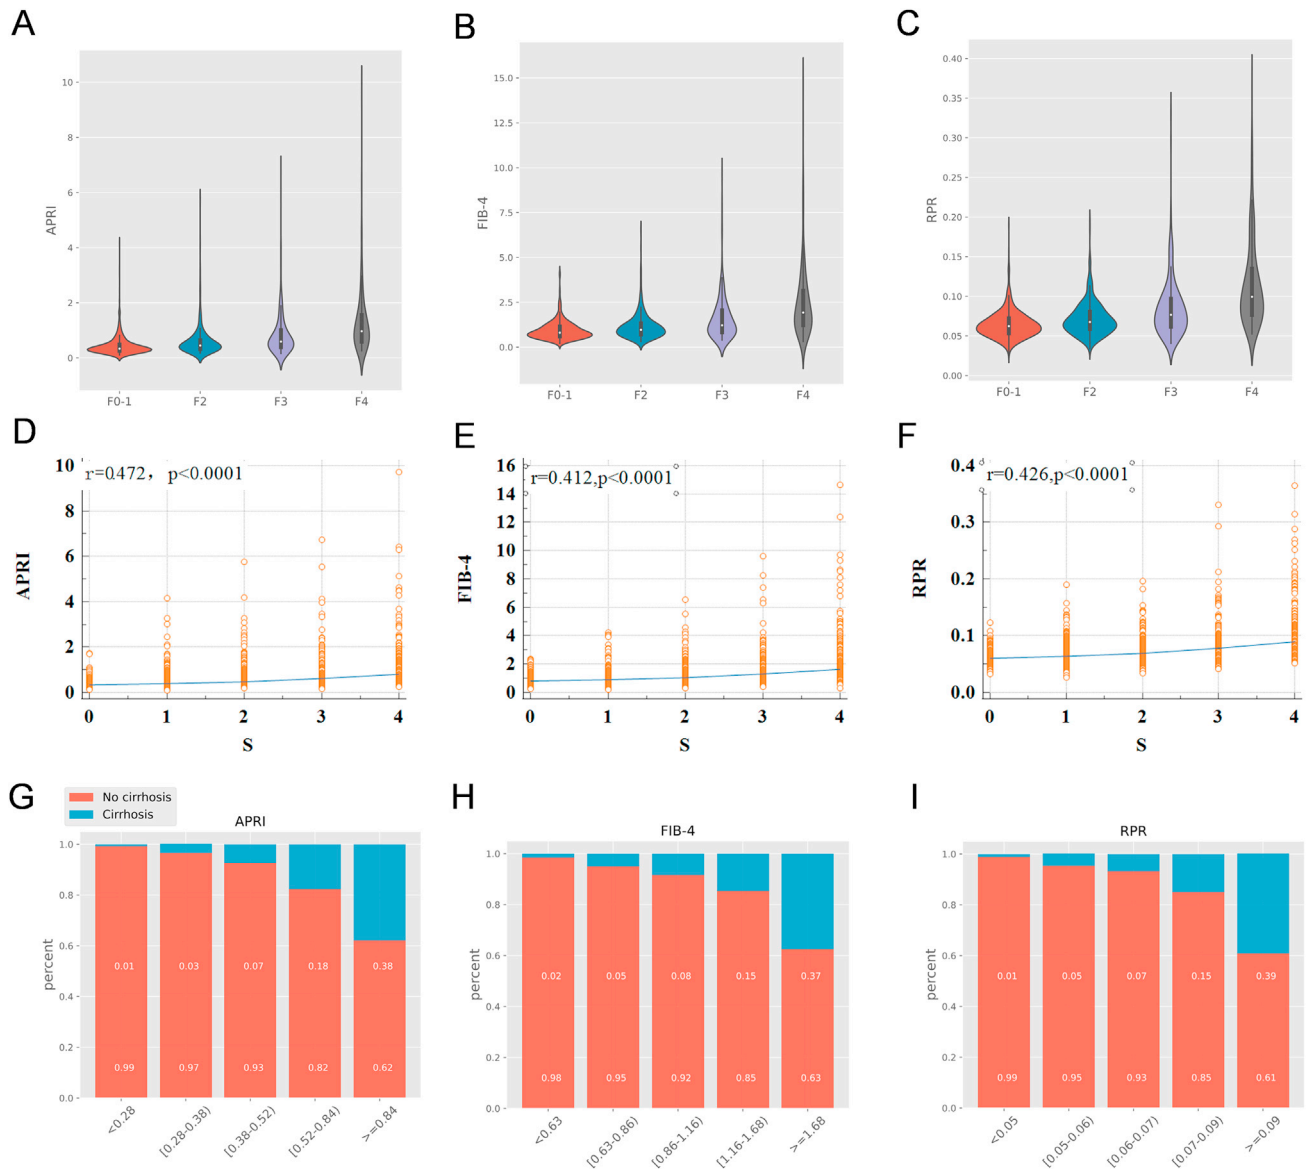 A
B
C
APRI
10
8
6
4
2
0
F0-1
F2
F3
F4
FIB-4
15.0
12.5
10.0
7.5
5.0
2.5
0.0
F0-1
F2
F3
F4
RPR
0.40
0.35
0.30
0.25
0.20
0.15
0.10
0.05
0.00
F0-1
F2
F3
F4
D
E
F
r=0.472, p<0.0001
APRI
10
8
6
4
2
0
0 1 2 3 4
S
r=0.412,p<0.0001
FIB-4
16
14
12
10
8
6
4
2
0
0 1 2 3 4
S
r=0.426,p<0.0001
RPR
0.4
0.3
0.2
0.1
0.0
0 1 2 3 4
S
G
H
I
No cirrhosis
Cirrhosis
APRI
percent
1.0
0.8
0.6
0.4
0.2
0.0
0.01 0.03 0.07 0.18 0.38
0.99 0.97 0.93 0.82 0.62
<0.28
[0.28-0.38)
[0.38-0.52)
[0.52-0.84)
>=0.84
FIB-4
percent
1.0
0.8
0.6
0.4
0.2
0.0
0.02 0.05 0.08 0.15 0.37
0.98 0.95 0.92 0.85 0.63
<0.63
[0.63-0.86)
[0.86-1.16)
[1.16-1.68)
>=1.68
RPR
percent
1.0
0.8
0.6
0.4
0.2
0.0
0.01 0.05 0.07 0.15 0.39
0.99 0.95 0.93 0.85 0.61
<0.05
[0.05-0.06)
[0.06-0.07)
[0.07-0.09)
>=0.09